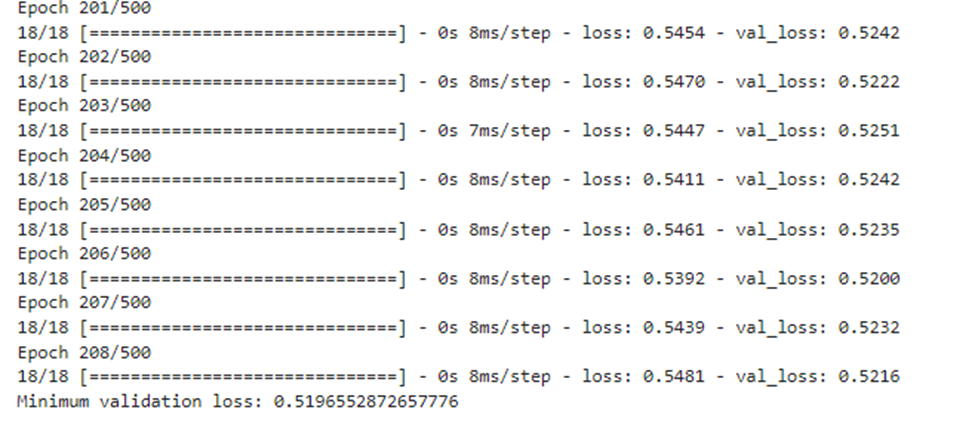 Epoch 201/500
18/18 [==============================] - 0s 8ms/step - loss: 0.5454 - val_loss: 0.5242
Epoch 202/500
18/18 [==============================] - 0s 8ms/step - loss: 0.5470 - val_loss: 0.5222
Epoch 203/500
18/18 [==============================] - 0s 7ms/step - loss: 0.5447 - val_loss: 0.5251
Epoch 204/500
18/18 [==============================] - 0s 8ms/step - loss: 0.5411 - val_loss: 0.5242
Epoch 205/500
18/18 [==============================] - 0s 8ms/step - loss: 0.5461 - val_loss: 0.5235
Epoch 206/500
18/18 [==============================] - 0s 8ms/step - loss: 0.5392 - val_loss: 0.5200
Epoch 207/500
18/18 [==============================] - 0s 8ms/step - loss: 0.5439 - val_loss: 0.5232
Epoch 208/500
18/18 [==============================] - 0s 8ms/step - loss: 0.5481 - val_loss: 0.5216
Minimum validation loss: 0.5196552872657776